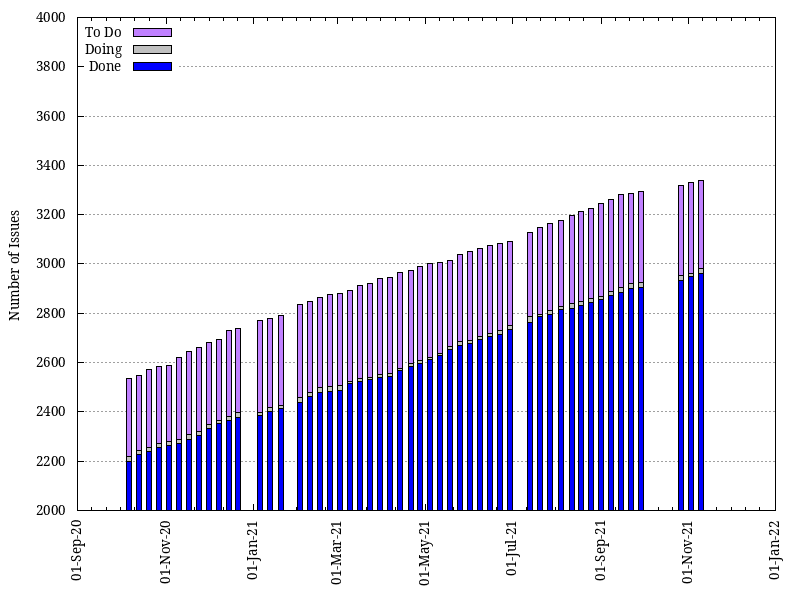 4000
3800
3600
3400
3200
3000
2800
2600
2400
2200
2000
Number of Issues
To Do
Doing
Done
01-Sep-20
01-Nov-20
01-Jan-21
01-Mar-21
01-May-21
01-Jul-21
01-Sep-21
01-Nov-21
01-Jan-22